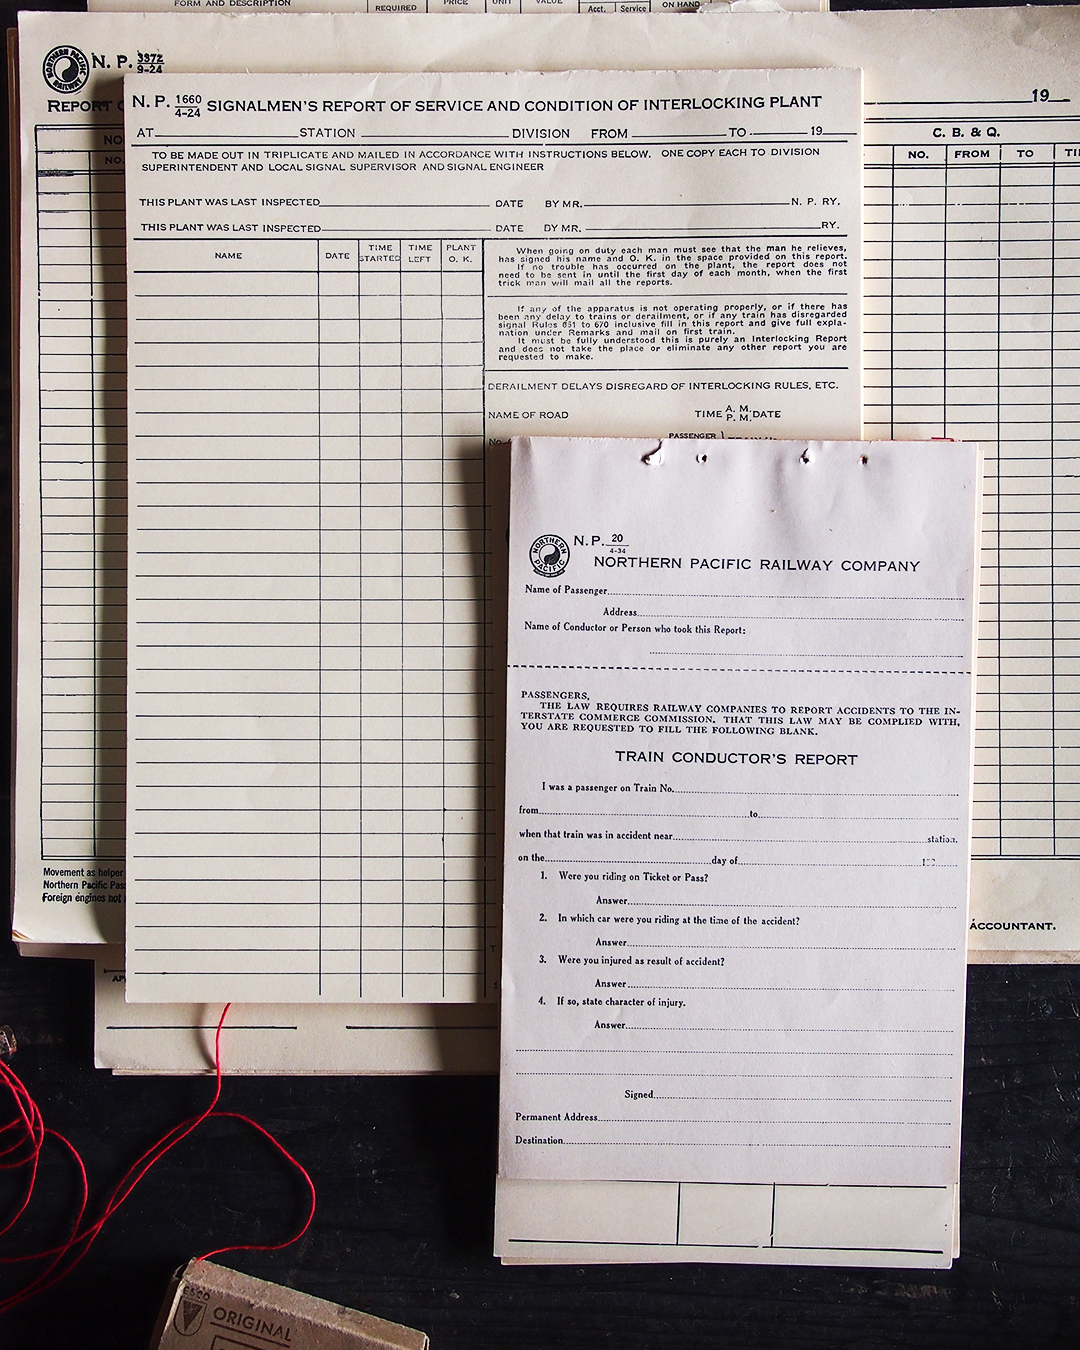 FORM AND DESCRIPTION
REQUIRED
PRICE
UNIT
VALUE
Acct.
Service
ON HAND
NORTHERN PACIFIC RAILWAY
N. P. 3372
9-24
REPORT
19
NO.
NO.
C. B. & Q.
NO. FROM TO
Movement as helper
Northern Pacific
Foreign engines not
ACCOUNTANT.
N. P. 1660
4-24
SIGNALMEN'S REPORT OF SERVICE AND CONDITION OF INTERLOCKING PLANT
AT STATION DIVISION FROM TO 19
TO BE MADE OUT IN TRIPLICATE AND MAILED IN ACCORDANCE WITH INSTRUCTIONS BELOW. ONE COPY EACH TO DIVISION
SUPERINTENDENT AND LOCAL SIGNAL SUPERVISOR AND SIGNAL ENGINEER
THIS PLANT WAS LAST INSPECTED DATE BY MR. N. P. RY.
THIS PLANT WAS LAST INSPECTED DATE BY MR. RY.
NAME DATE TIME STARTED TIME LEFT PLANT O. K.
When going on duty each man must see that the man he relieves,
has signed his name and O. K. in the space provided on this report.
If no trouble has occurred on the plant, the report does not
need to be sent in until the first day of each month, when the first
trick man will mail all the reports.
If any of the apparatus is not operating properly, or if there has
been any delay to trains or derailment, or if any train has disregarded
signal Rules 651 to 670 inclusive fill in this report and give full expla-
nation under Remarks and mail on first train.
It must be fully understood this is purely an Interlocking Report
and does not take the place or eliminate any other report you are
requested to make.
DERAILMENT DELAYS DISREGARD OF INTERLOCKING RULES, ETC.
NAME OF ROAD TIME A. M. P. M. DATE
No.
PASSENGER
NORTHERN PACIFIC
N. P. 20
4-34
NORTHERN PACIFIC RAILWAY COMPANY
Name of Passenger
Address
Name of Conductor or Person who took this Report:
PASSENGERS,
THE LAW REQUIRES RAILWAY COMPANIES TO REPORT ACCIDENTS TO THE IN-
TERSTATE COMMERCE COMMISSION. THAT THIS LAW MAY BE COMPLIED WITH,
YOU ARE REQUESTED TO FILL THE FOLLOWING BLANK.
TRAIN CONDUCTOR'S REPORT
I was a passenger on Train No.
from to
when that train was in accident near station.
on the day of
1. Were you riding on Ticket or Pass?
Answer
2. In which car were you riding at the time of the accident?
Answer
3. Were you injured as result of accident?
Answer
4. If so, state character of injury.
Answer
Signed
Permanent Address
Destination
ESCO
ORIGINAL